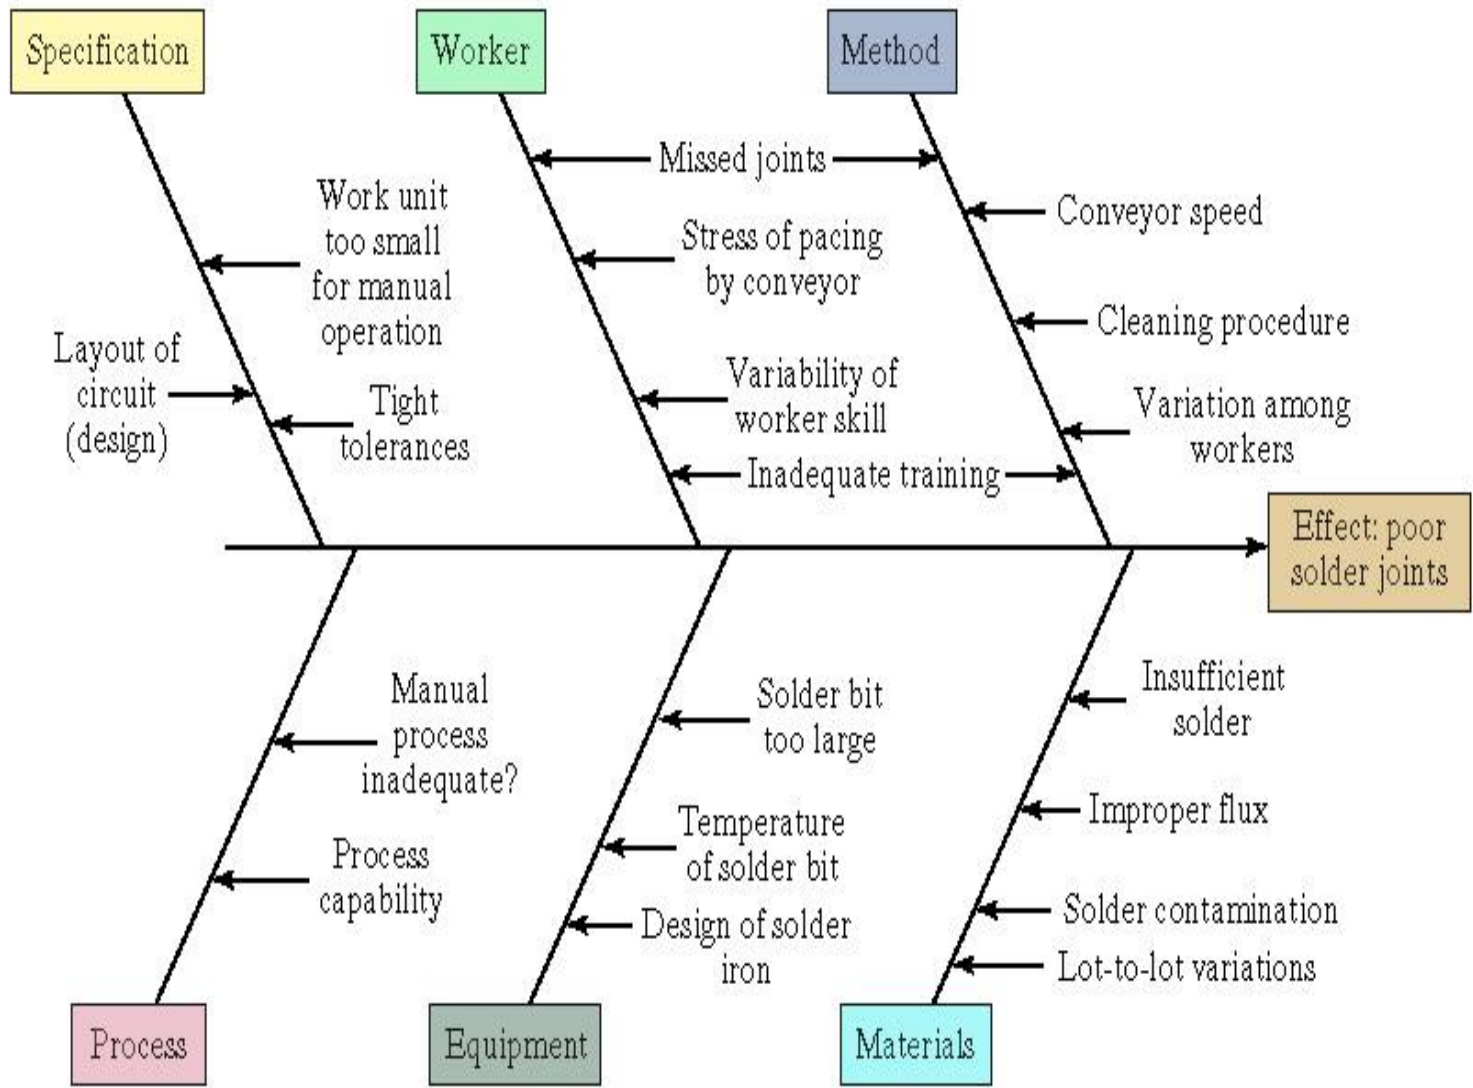 Specification
Worker
Method
Missed joints
Work unit
too small
for manual
operation
Stress of pacing
by conveyor
Conveyor speed
Cleaning procedure
Layout of
circuit
(design)
Tight
tolerances
Variability of
worker skill
Variation among
workers
Inadequate training
Effect: poor
solder joints
Manual
process
inadequate?
Process
capability
Solder bit
too large
Temperature
of solder bit
Design of solder
iron
Insufficient
solder
Improper flux
Solder contamination
Lot-to-lot variations
Process
Equipment
Materials